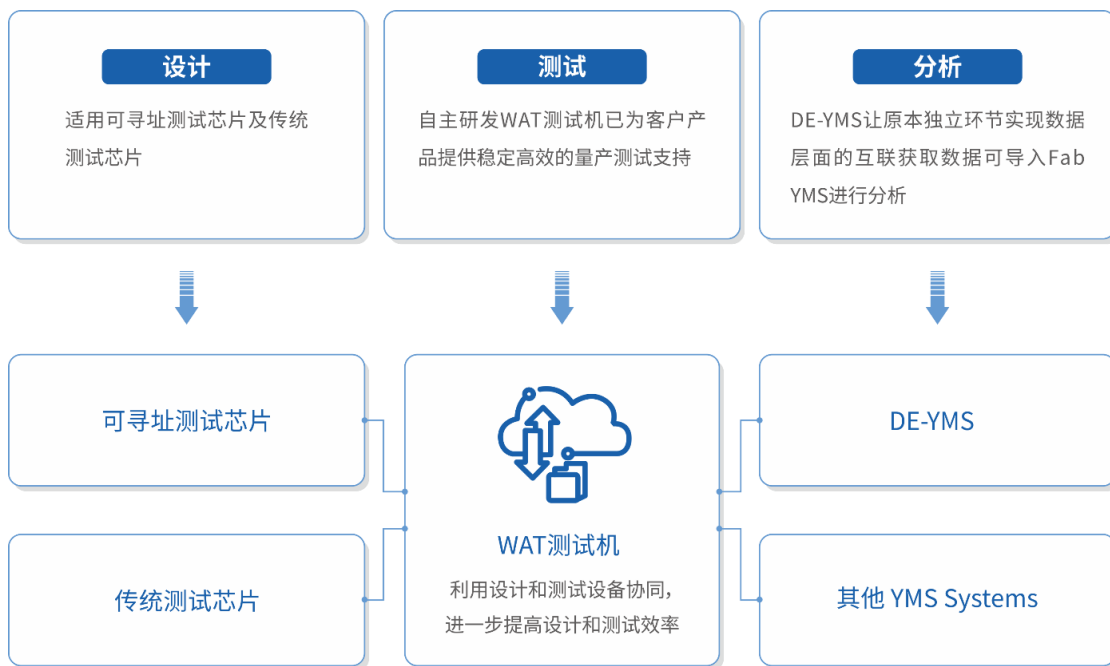 设计
适用可寻址测试芯片及传统
测试芯片
测试
自主研发WAT测试机已为客户产
品提供稳定高效的量产测试支持
分析
DE-YMS让原本独立环节实现数据
层面的互联获取数据可导入Fab
YMS进行分析
可寻址测试芯片
传统测试芯片
WAT测试机
利用设计和测试设备协同，
进一步提高设计和测试效率
DE-YMS
其他 YMS Systems